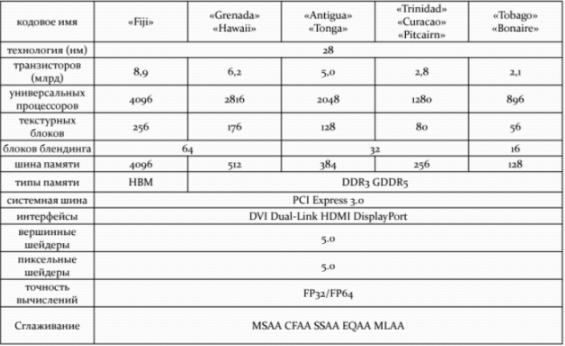 кодовое имя «Fiji» «Grenada» «Hawaii» «Antigua» «Tonga» «Trinidad» «Curacao» «Pitcairn» «Tobago» «Bonaire»
технология (нм) 28
транзисторов (млрд) 8,9 6,2 5,0 2,8 2,1
универсальных процессоров 4096 2816 2048 1280 896
текстурных блоков 256 176 128 80 56
блоков блендинга 64 32 16
шина памяти 4096 512 384 256 128
типы памяти HBM DDR3 GDDR5
системная шина PCI Express 3.0
интерфейсы DVI Dual-Link HDMI DisplayPort
вершинные шейдеры 5.0
пиксельные шейдеры 5.0
точность вычислений FP32/FP64
Сглаживание MSAA CFAA SSAA EQAA MLAA